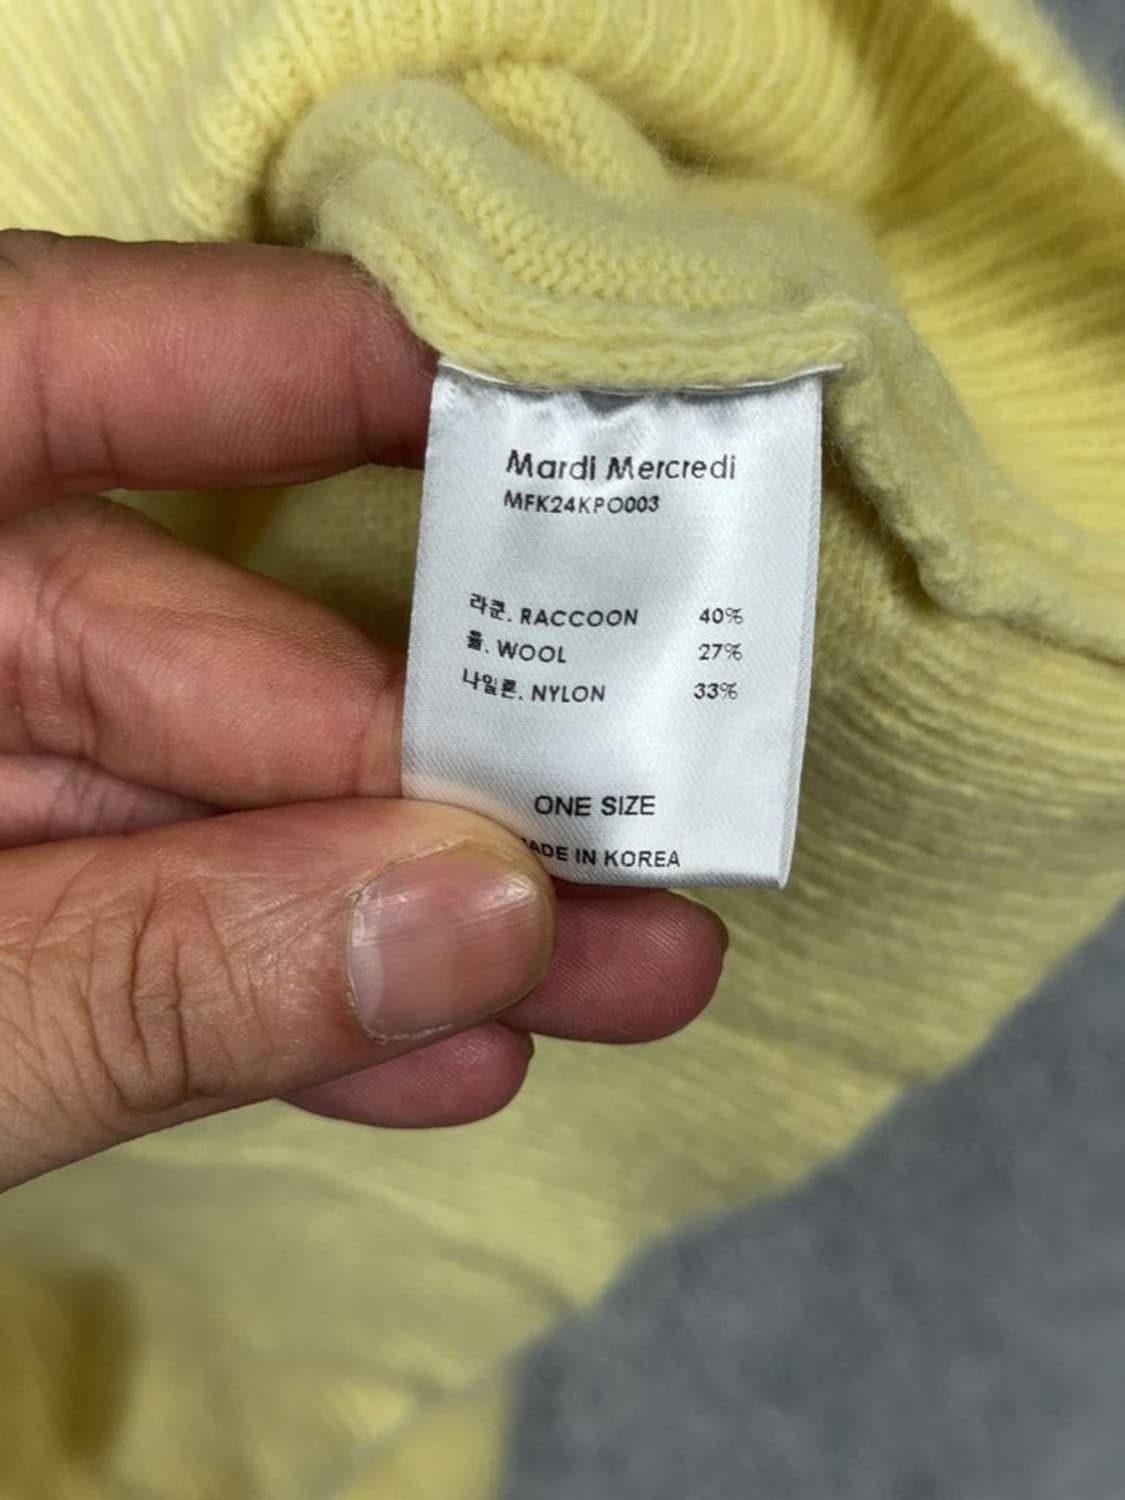 Mardi Mercredi
MFK24KPO003
라쿤. RACCOON 40%
울. WOOL 27%
나일론. NYLON 33%
ONE SIZE
MADE IN KOREA